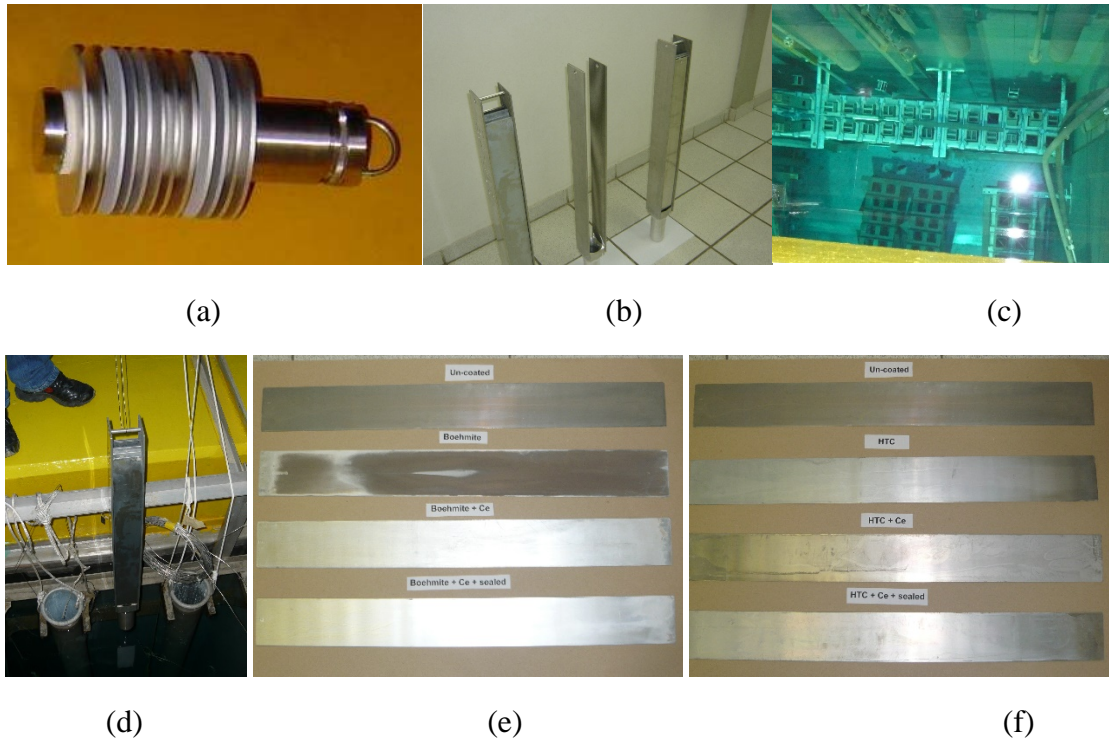 (a)
(b)
(c)
Un-coated
Boehmite
Boehmite + Ce
Boehmite + Ce + sealed
Un-coated
HTC
HTC + Ce
HTC + Ce + sealed
(d)
(e)
(f)